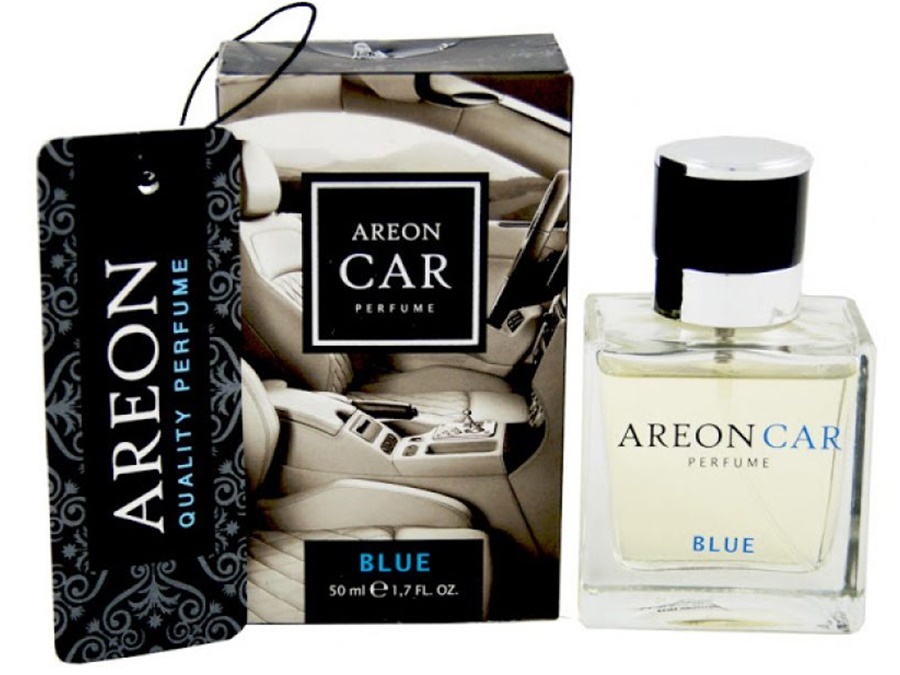 AREON
QUALITY PERFUME
AREON
CAR
PERFUME
BLUE
50 ml ℮ 1,7 FL. OZ.
AREON CAR
PERFUME
BLUE